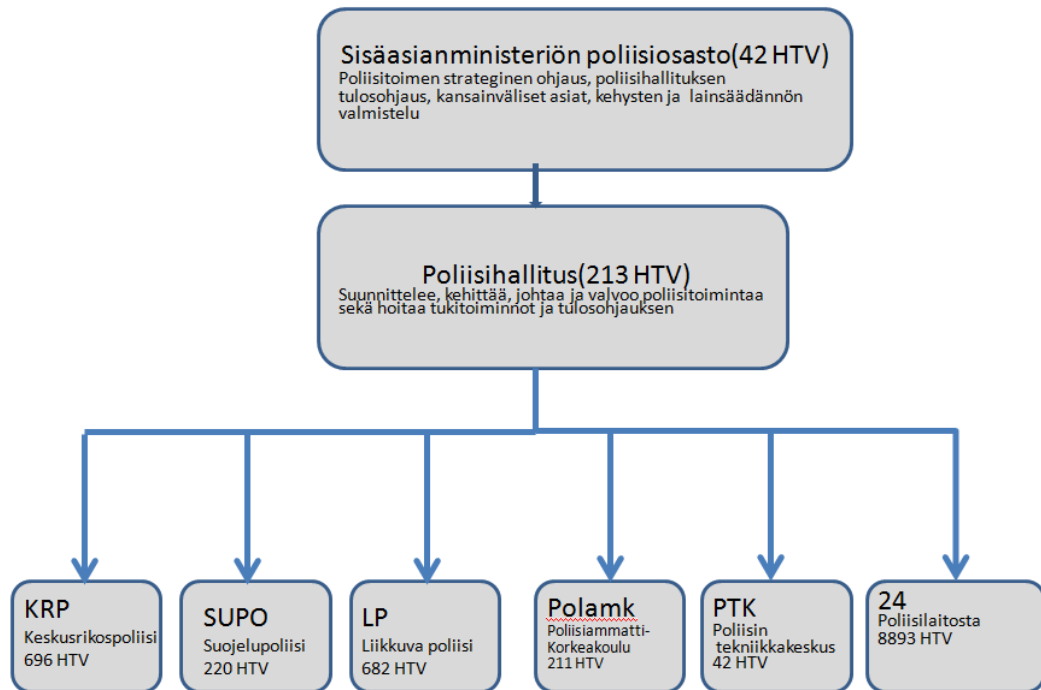 Sisäasianministeriön poliisiosasto(42 HTV)
Poliisitoimen strateginen ohjaus, poliisihallituksen
tulosohjaus, kansainväliset asiat, kehysten ja lainsäädännön
valmistelu
Poliisihallitus(213 HTV)
Suunnittelee, kehittää, johtaa ja valvoo poliisitoimintaa
sekä hoitaa tukitoiminnot ja tulosohjauksen
KRP
Keskusrikospoliisi
696 HTV
SUPO
Suojelupoliisi
220 HTV
LP
Liikkuva poliisi
682 HTV
Polamk
Poliisiammatti-
Korkeakoulu
211 HTV
PTK
Poliisin
tekniikkakeskus
42 HTV
24
Poliisilaitosta
8893 HTV